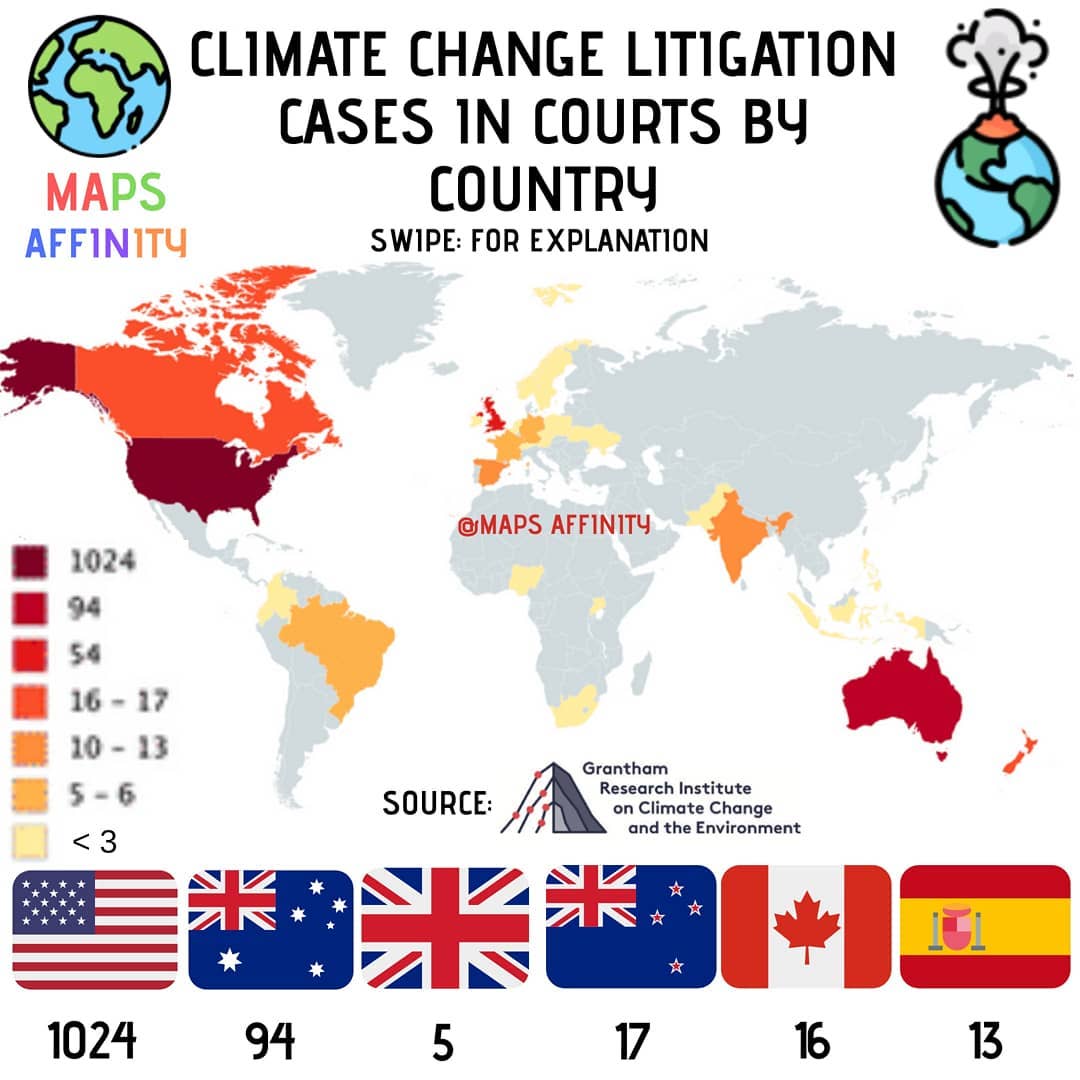 CLIMATE CHANGE LITIGATION
CASES IN COURTS BY
COUNTRY
SWIPE: FOR EXPLANATION
MAPS
AFFINITY
@MAPS AFFINITY
1024
94
54
16 - 17
10 - 13
5 - 6
< 3
SOURCE:
Grantham
Research Institute
on Climate Change
and the Environment
1024
94
5
17
16
13